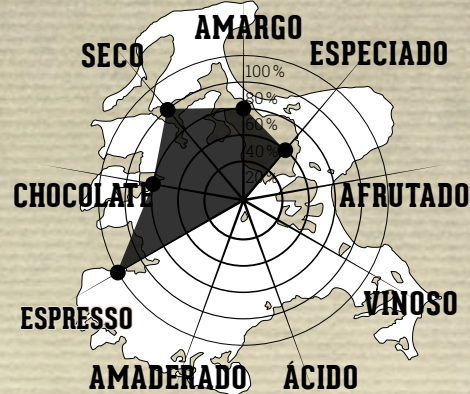 AMARGO
SECO
ESPECIADO
100%
80%
60%
40%
20%
CHOCOLATE
AFRUTADO
VINOSO
ESPRESSO
AMADERADO
ÁCIDO